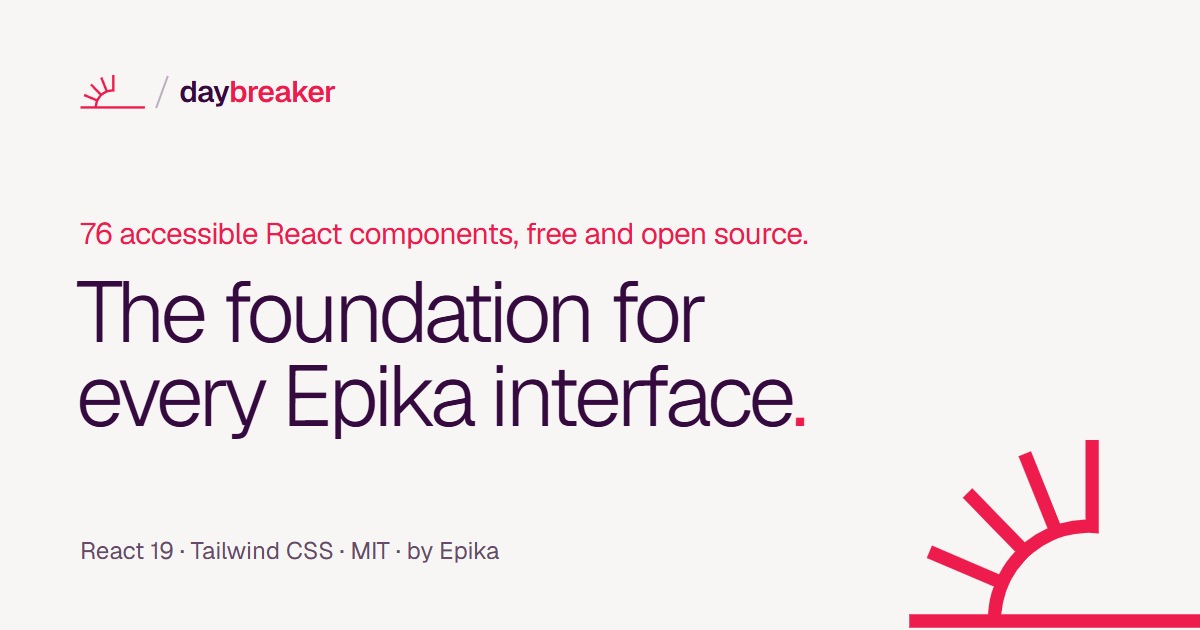 / daybreaker
76 accessible React components, free and open source.
The foundation for
every Epika interface.
React 19 · Tailwind CSS · MIT · by Epika